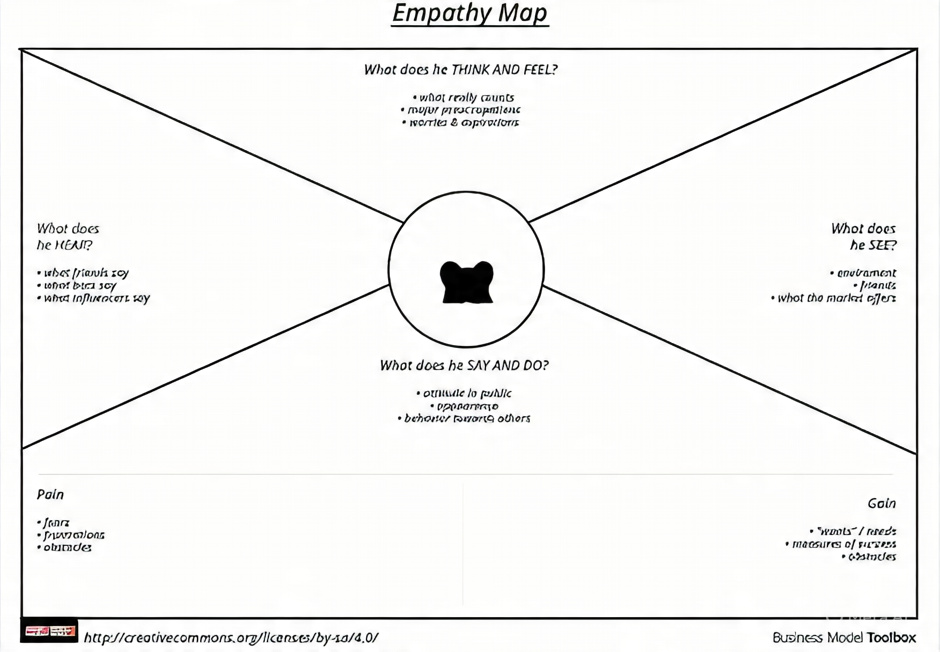 Empathy Map
What does he THINK AND FEEL?
• what really counts
• major
• worries & aspirations
What does
he HEAR?
• what friends say
• what boss say
• what influencers say
What does
he SEE?
• enviroment
• friends
• what the market offers
What does he SAY AND DO?
• attitude in public
• appearance
• behavior towards others
Pain
• fears
• frustrations
• obstacles
Gain
• "wants" / needs
• measures of success
• obstacles
http://creativecommons.org/licenses/by-sa/4.0/
Business Model Toolbox